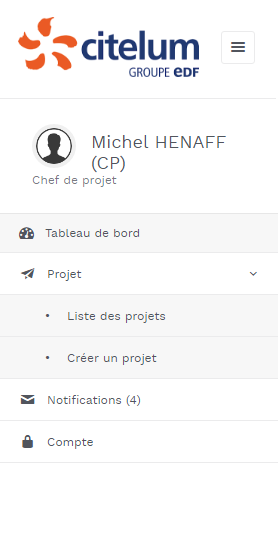 citelum
GROUPE eDF
Michel HENAFF
(CP)
Chef de projet
Tableau de bord
Projet
• Liste des projets
• Créer un projet
Notifications (4)
Compte